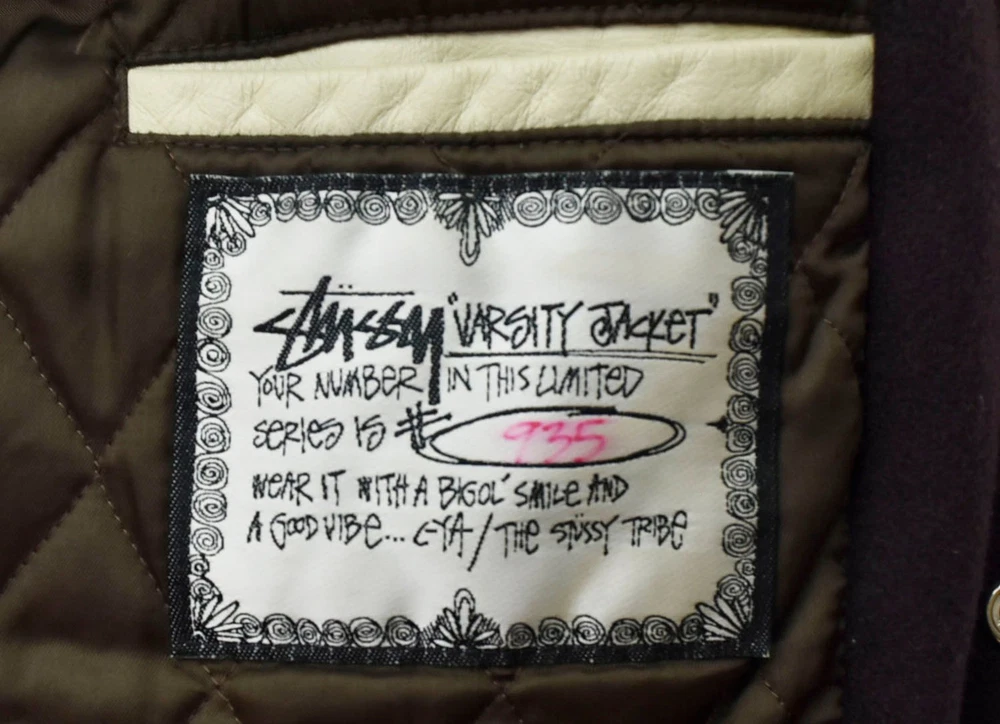 STÜSSY "VARSITY JACKET"
YOUR NUMBER IN THIS LIMITED
SERIES IS # 935
WEAR IT WITH A BIG OL' SMILE AND
A GOOD VIBE... C-YA / THE STÜSSY TRIBE